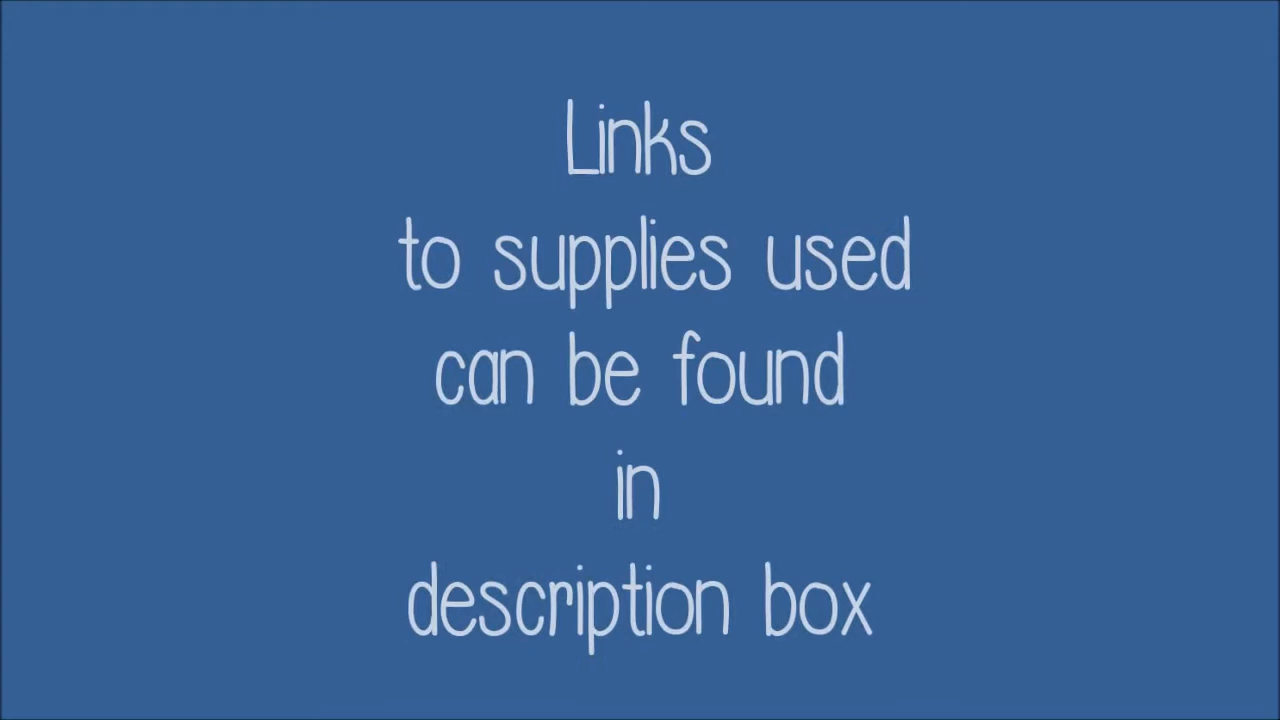 Links
to supplies used
can be found
in
description box